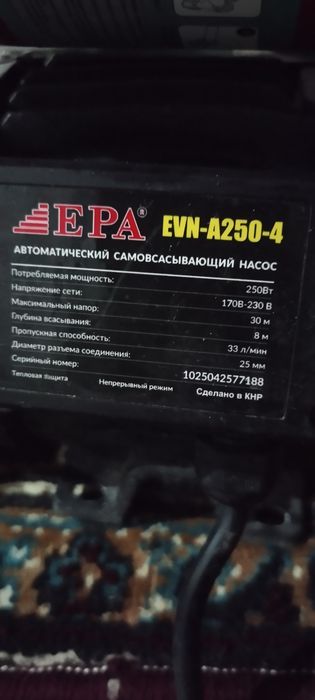 EPA® EVN-A250-4
АВТОМАТИЧЕСКИЙ САМОВСАСЫВАЮЩИЙ НАСОС
Потребляемая мощность: 250Вт
Напряжение сети: 170В-230 В
Максимальный напор: 30 м
Глубина всасывания: 8 м
Пропускная способность: 33 л/мин
Диаметр разъема соединения: 25 мм
Серийный номер: 1025042577188
Тепловая защита Непрерывный режим Сделано в КНР